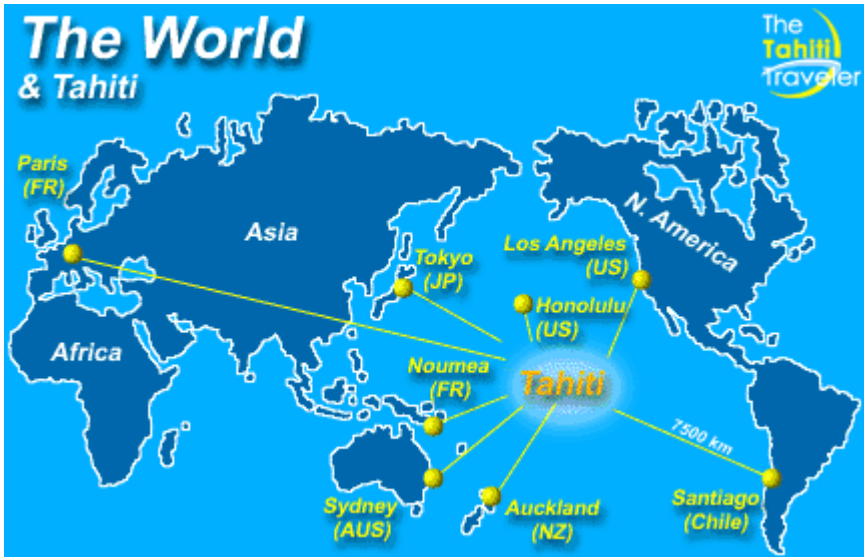 The World
& Tahiti
The
Tahiti
Traveler
Paris
(FR)
Asia
N. America
Los Angeles
(US)
Tokyo
(JP)
Honolulu
(US)
Africa
Noumea
(FR)
Tahiti
7500 km
Sydney
(AUS)
Auckland
(NZ)
Santiago
(Chile)